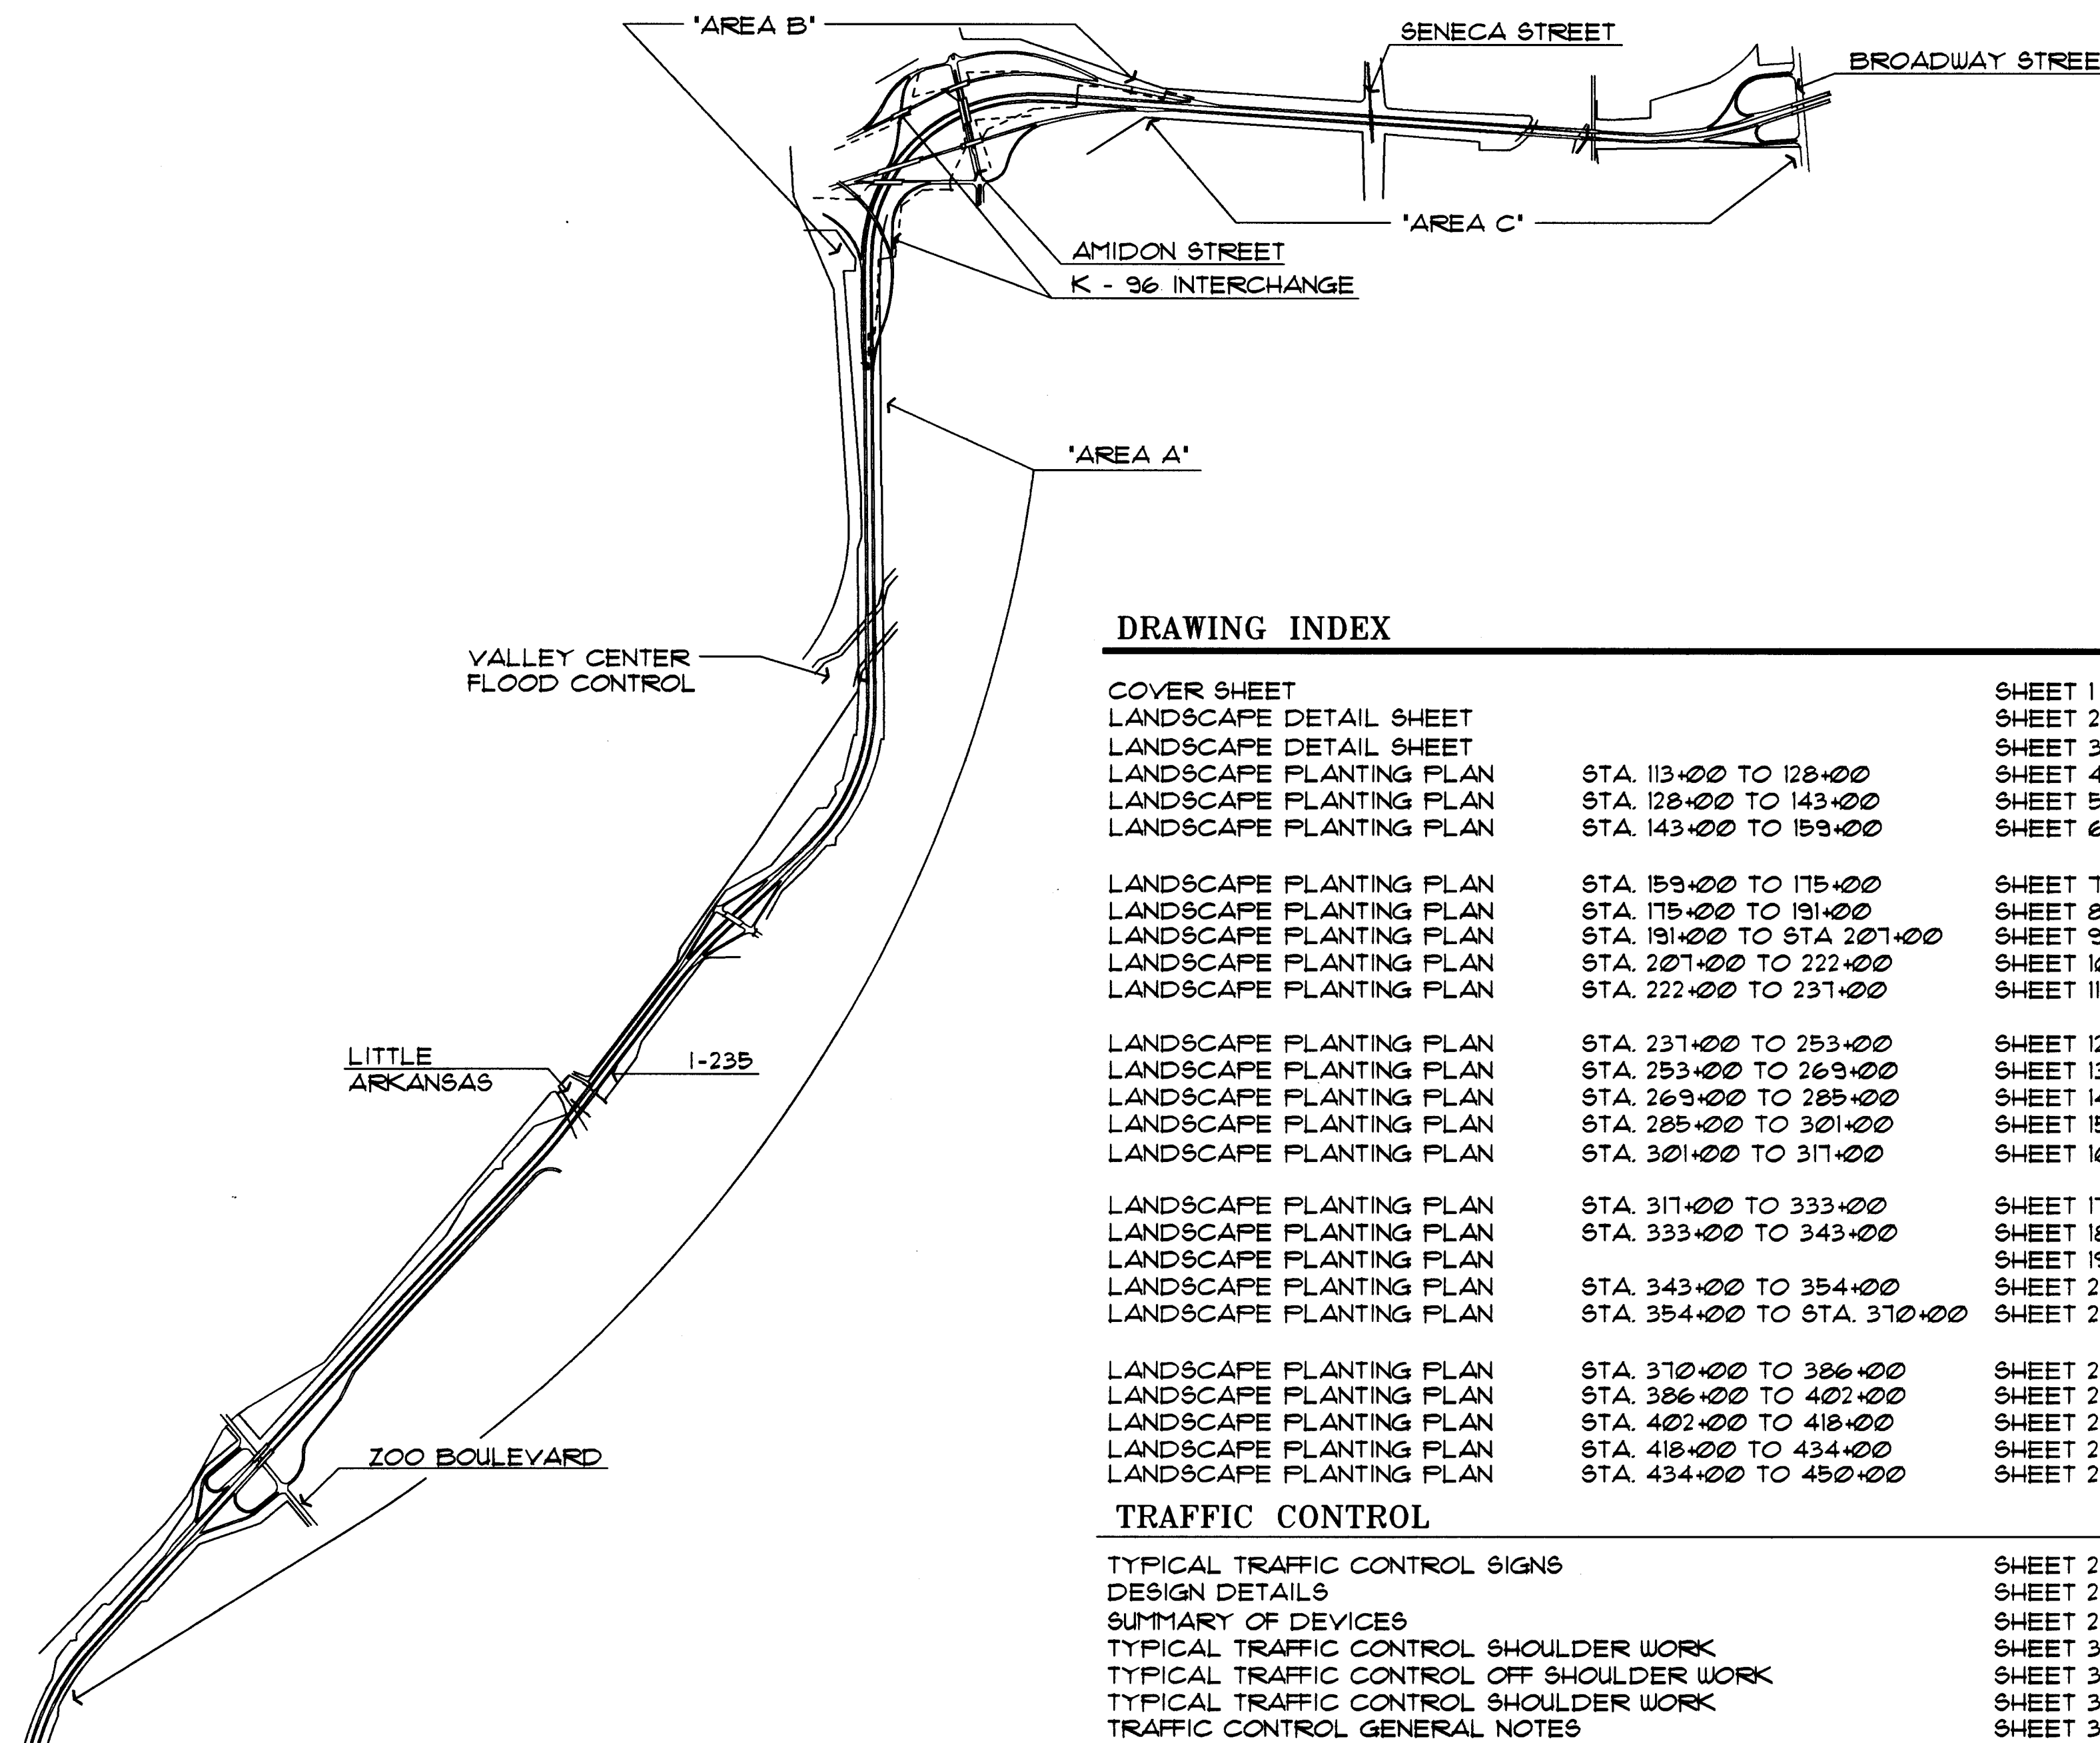 "AREA B"
SENECA STREET
BROADWAY STREE
"AREA C"
AMIDON STREET
K - 96 INTERCHANGE
"AREA A"
VALLEY CENTER
FLOOD CONTROL
LITTLE
ARKANSAS
I-235
ZOO BOULEVARD
DRAWING INDEX
COVER SHEET SHEET 1
LANDSCAPE DETAIL SHEET SHEET 2
LANDSCAPE DETAIL SHEET SHEET 3
LANDSCAPE PLANTING PLAN STA. 113+00 TO 128+00 SHEET 4
LANDSCAPE PLANTING PLAN STA. 128+00 TO 143+00 SHEET 5
LANDSCAPE PLANTING PLAN STA. 143+00 TO 159+00 SHEET 6
LANDSCAPE PLANTING PLAN STA. 159+00 TO 175+00 SHEET 7
LANDSCAPE PLANTING PLAN STA. 175+00 TO 191+00 SHEET 8
LANDSCAPE PLANTING PLAN STA. 191+00 TO STA 207+00 SHEET 9
LANDSCAPE PLANTING PLAN STA. 207+00 TO 222+00 SHEET 10
LANDSCAPE PLANTING PLAN STA. 222+00 TO 237+00 SHEET 11
LANDSCAPE PLANTING PLAN STA. 237+00 TO 253+00 SHEET 12
LANDSCAPE PLANTING PLAN STA. 253+00 TO 269+00 SHEET 13
LANDSCAPE PLANTING PLAN STA. 269+00 TO 285+00 SHEET 14
LANDSCAPE PLANTING PLAN STA. 285+00 TO 301+00 SHEET 15
LANDSCAPE PLANTING PLAN STA. 301+00 TO 317+00 SHEET 16
LANDSCAPE PLANTING PLAN STA. 317+00 TO 333+00 SHEET 17
LANDSCAPE PLANTING PLAN STA. 333+00 TO 343+00 SHEET 18
LANDSCAPE PLANTING PLAN SHEET 19
LANDSCAPE PLANTING PLAN STA. 343+00 TO 354+00 SHEET 2
LANDSCAPE PLANTING PLAN STA. 354+00 TO STA. 370+00 SHEET 2
LANDSCAPE PLANTING PLAN STA. 370+00 TO 386+00 SHEET 2
LANDSCAPE PLANTING PLAN STA. 386+00 TO 402+00 SHEET 2
LANDSCAPE PLANTING PLAN STA. 402+00 TO 418+00 SHEET 2
LANDSCAPE PLANTING PLAN STA. 418+00 TO 434+00 SHEET 2
LANDSCAPE PLANTING PLAN STA. 434+00 TO 450+00 SHEET 2
TRAFFIC CONTROL
TYPICAL TRAFFIC CONTROL SIGNS SHEET 2
DESIGN DETAILS SHEET 2
SUMMARY OF DEVICES SHEET 2
TYPICAL TRAFFIC CONTROL SHOULDER WORK SHEET 3
TYPICAL TRAFFIC CONTROL OFF SHOULDER WORK SHEET 3
TYPICAL TRAFFIC CONTROL SHOULDER WORK SHEET 3
TRAFFIC CONTROL GENERAL NOTES SHEET 3